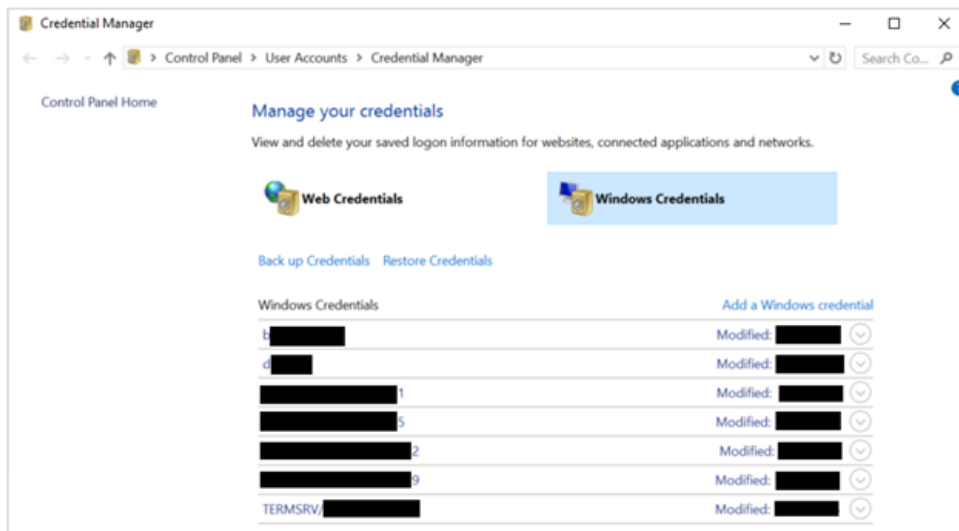 Credential Manager
Control Panel > User Accounts > Credential Manager
Search Co...
Control Panel Home
Manage your credentials
View and delete your saved logon information for websites, connected applications and networks.
Web Credentials
Windows Credentials
Back up Credentials Restore Credentials
Windows Credentials Add a Windows credential
b Modified:
d Modified:
1 Modified:
5 Modified:
2 Modified:
9 Modified:
TERMSRV/ Modified: